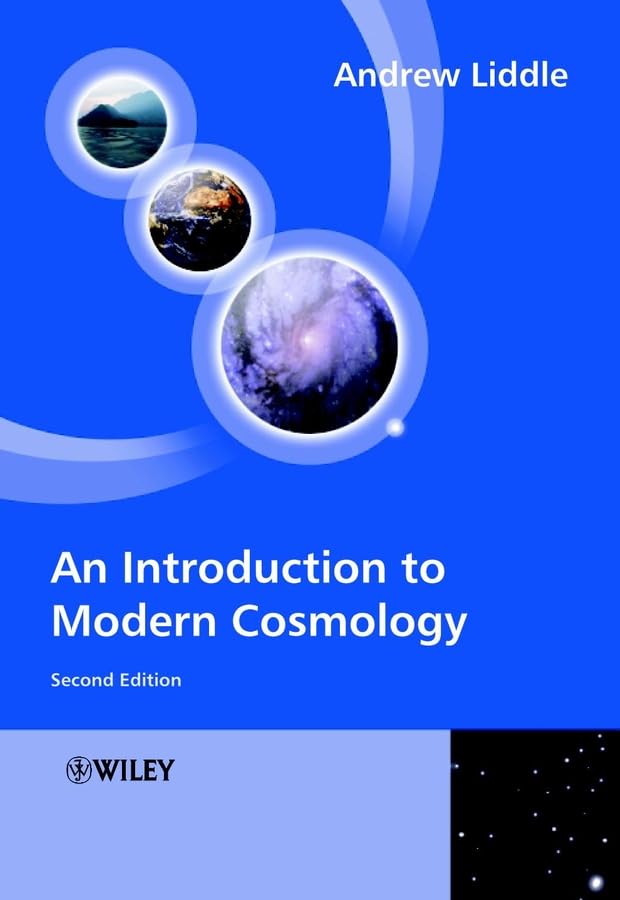 Andrew Liddle
An Introduction to
Modern Cosmology
Second Edition
WILEY